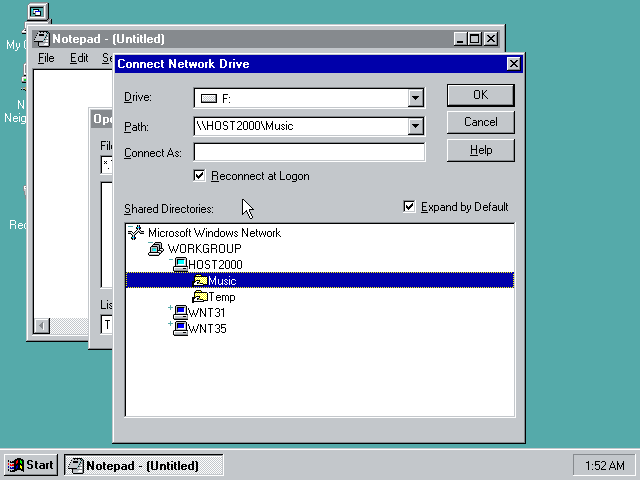 My C
Notepad - (Untitled)
File Edit Se
Connect Network Drive
N
Neig
Rec
Ope
File
*.
Lis
T
Drive:
F:
OK
Path:
\\HOST2000\Music
Cancel
Connect As:
Help
Reconnect at Logon
Shared Directories:
Expand by Default
Microsoft Windows Network
WORKGROUP
HOST2000
Music
Temp
WNT31
WNT35
Start
Notepad - (Untitled)
1:52 AM